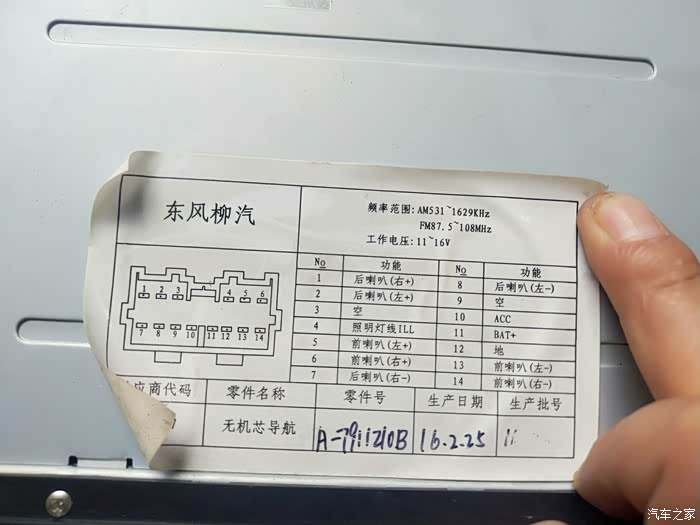 东风柳汽
频率范围:AM531~1629KHz
FM87.5~108MHz
工作电压:11~16V
No 功能 No 功能
1 后喇叭(右+) 8 后喇叭(左-)
2 后喇叭(左+) 9 空
3 空 10 ACC
4 照明灯线ILL 11 BAT+
5 前喇叭(左+) 12 地
6 前喇叭(右+) 13 前喇叭(左-)
7 后喇叭(右-) 14 前喇叭(右-)
1 2 3 4 5 6
7 8 9 10 11 12 13 14
应商代码 零件名称 零件号 生产日期 生产批号
无机芯导航 16.2.25
汽车之家